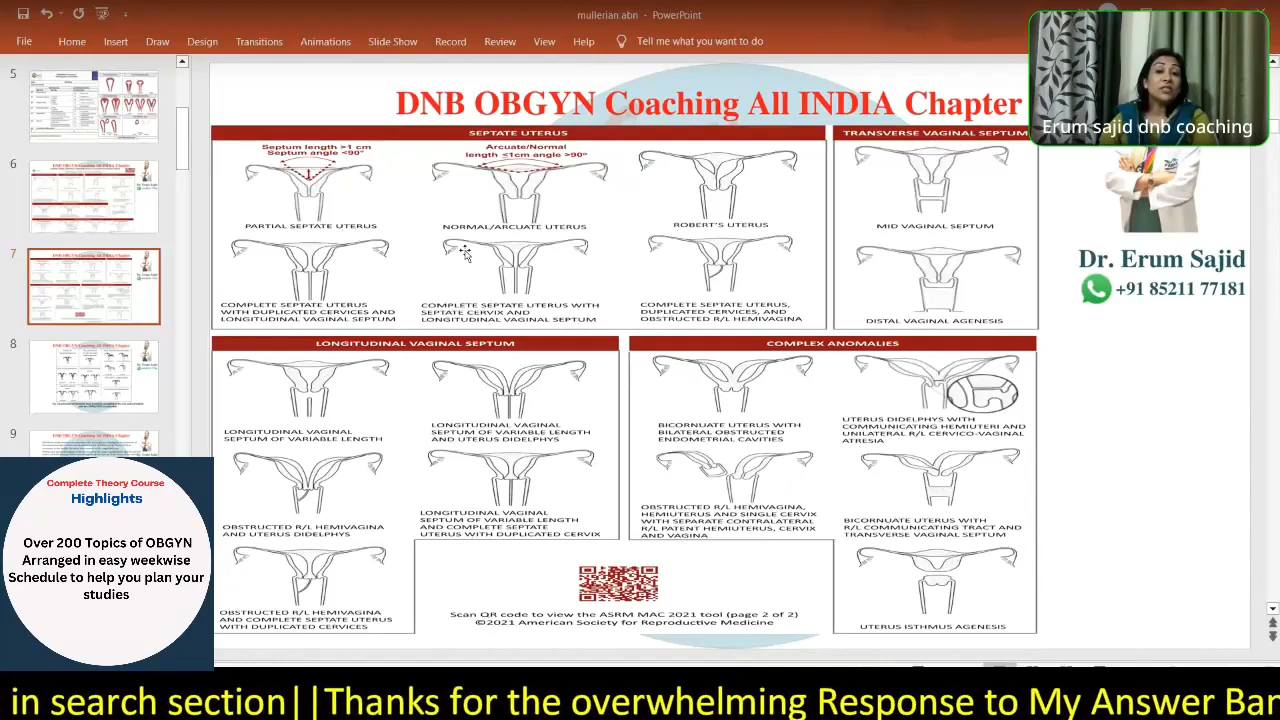 mullerian.abn - PowerPoint
File Home Insert Draw Design Transitions Animations Slide Show Record Review View Help Tell me what you want to do
5
6
7
8
9
DNB OBGYN Coaching All INDIA Chapter
Erum sajid dnb coaching
SEPTATE UTERUS
Septum length >1 cm
Septum angle <90°
PARTIAL SEPTATE UTERUS
Arcuate/Normal
length ≤1cm angle >90°
NORMAL/ARCUATE UTERUS
ROBERT'S UTERUS
COMPLETE SEPTATE UTERUS
WITH DUPLICATED CERVICES AND
LONGITUDINAL VAGINAL SEPTUM
COMPLETE SEPTATE UTERUS WITH
SEPTATE CERVIX AND
LONGITUDINAL VAGINAL SEPTUM
COMPLETE SEPTATE UTERUS,
DUPLICATED CERVICES, AND
OBSTRUCTED R/L HEMIVAGINA
TRANSVERSE VAGINAL SEPTUM
MID VAGINAL SEPTUM
DISTAL VAGINAL AGENESIS
Dr. Erum Sajid
+91 85211 77181
LONGITUDINAL VAGINAL SEPTUM
LONGITUDINAL VAGINAL
SEPTUM OF VARIABLE LENGTH
LONGITUDINAL VAGINAL
SEPTUM OF VARIABLE LENGTH
AND UTERUS DIDELPHYS
OBSTRUCTED R/L HEMIVAGINA
AND UTERUS DIDELPHYS
LONGITUDINAL VAGINAL
SEPTUM OF VARIABLE LENGTH
AND COMPLETE SEPTATE
UTERUS WITH DUPLICATED CERVIX
OBSTRUCTED R/L HEMIVAGINA
AND COMPLETE SEPTATE UTERUS
WITH DUPLICATED CERVICES
COMPLEX ANOMALIES
BICORNUATE UTERUS WITH
BILATERAL OBSTRUCTED
ENDOMETRIAL CAVITIES
UTERUS DIDELPHYS WITH
COMMUNICATING HEMIUTERI AND
UNILATERAL R/L CERVICO-VAGINAL
ATRESIA
OBSTRUCTED R/L HEMIVAGINA,
HEMIUTERUS AND SINGLE CERVIX
WITH SEPARATE CONTRALATERAL
R/L PATENT HEMIUTERUS, CERVIX
AND VAGINA
BICORNUATE UTERUS WITH
R/L COMMUNICATING TRACT AND
TRANSVERSE VAGINAL SEPTUM
UTERUS ISTHMUS AGENESIS
Scan QR code to view the ASRM MAC 2021 tool (page 2 of 2)
©2021 American Society for Reproductive Medicine
Complete Theory Course
Highlights
Over 200 Topics of OBGYN
Arranged in easy weekwise
Schedule to help you plan your
studies
in search section||Thanks for the overwhelming Response to My Answer Bar